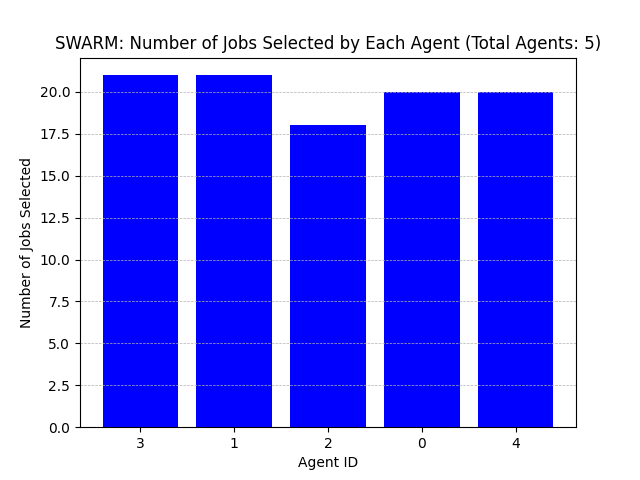 SWARM: Number of Jobs Selected by Each Agent (Total Agents: 5)
Number of Jobs Selected
20.0
17.5
15.0
12.5
10.0
7.5
5.0
2.5
0.0
3 1 2 0 4
Agent ID